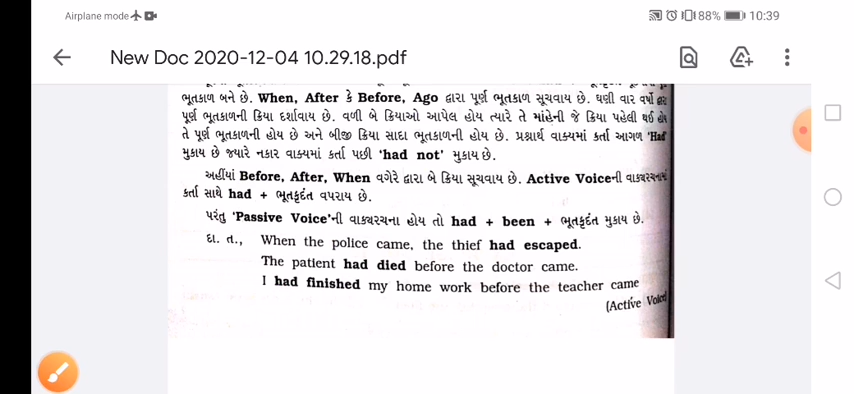 Airplane mode 88% 10:39
New Doc 2020-12-04 10.29.18.pdf
ભૂતકાળ બને છે. When, After કે Before, Ago દ્વારા પૂર્ણ ભૂતકાળ સૂચવાય છે. ઘણી વાર વર્ષો દ્વારા
પૂર્ણ ભૂતકાળની ક્રિયા દર્શાવાય છે. વળી બે ક્રિયાઓ આપેલ હોય ત્યારે તે માંહેની જે ક્રિયા પહેલી થઈ હોય
તે પૂર્ણ ભૂતકાળની હોય છે અને બીજી ક્રિયા સાદા ભૂતકાળની હોય છે. પ્રશ્નાર્થ વાક્યમાં કર્તા આગળ 'Had'
મુકાય છે જ્યારે નકાર વાક્યમાં કર્તા પછી 'had not' મુકાય છે.
અહીંયાં Before, After, When વગેરે દ્વારા બે ક્રિયા સૂચવાય છે. Active Voiceની વાક્યરચનામાં
કર્તા સાથે had + ભૂતકૃદંત વપરાય છે.
પરંતુ 'Passive Voice'ની વાક્યરચના હોય તો had + been + ભૂતકૃદંત મુકાય છે.
દા. ત., When the police came, the thief had escaped.
The patient had died before the doctor came.
I had finished my home work before the teacher came
(Active Voice)